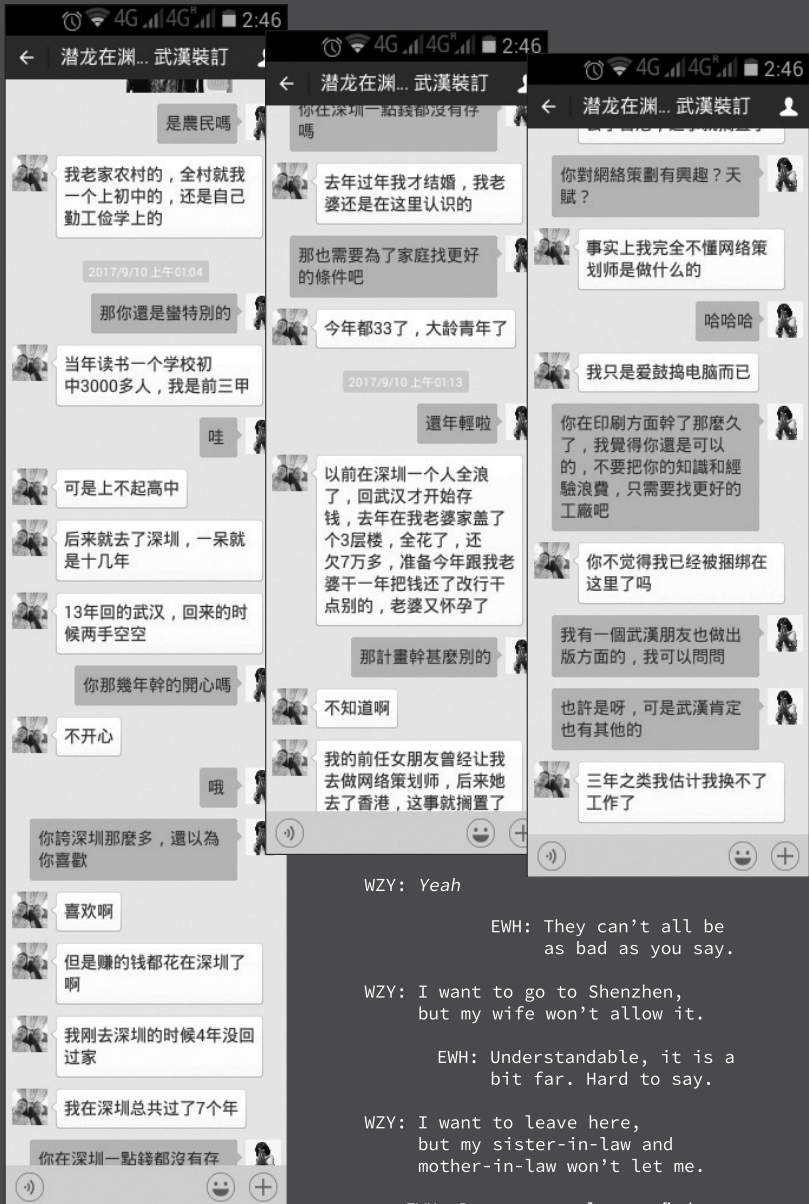 4G 4G H 2:46
潜龙在渊... 武漢裝訂
是農民嗎
我老家农村的，全村就我
一个上初中的，还是自己
勤工俭学上的
2017/9/10 上午01:04
那你還是蠻特別的
当年读书一个学校初
中3000多人，我是前三甲
哇
可是上不起高中
后来就去了深圳，一呆就
是十几年
13年回的武汉，回来的时
候两手空空
你那幾年幹的開心嗎
不开心
哦
你誇深圳那麼多，還以為
你喜歡
喜欢啊
但是赚的钱都花在深圳了
啊
我刚去深圳的时候4年没回
过家
我在深圳总共过了7个年
你在深圳一點錢都沒有存
4G 4G H 2:46
潜龙在渊... 武漢裝訂
你在深圳一點錢都沒有存
嗎
去年过年我才结婚，我老
婆还是在这里认识的
那也需要為了家庭找更好
的條件吧
今年都33了，大龄青年了
2017/9/10 上午01:13
還年輕啦
以前在深圳一个人全浪
了，回武汉才开始存
钱，去年在我老婆家盖了
个3层楼，全花了，还
欠7万多，准备今年跟我老
婆干一年把钱还了改行干
点别的，老婆又怀孕了
那計畫幹甚麼別的
不知道啊
我的前任女朋友曾经让我
去做网络策划师，后来她
去了香港，这事就搁置了
4G 4G H 2:46
潜龙在渊... 武漢裝訂
你對網絡策劃有興趣？天
賦？
事实上我完全不懂网络策
划师是做什么的
哈哈哈
我只是爱鼓捣电脑而已
你在印刷方面幹了那麼久
了，我覺得你還是可以
的，不要把你的知識和經
驗浪費，只需要找更好的
工廠吧
你不觉得我已经被捆绑在
这里了吗
我有一個武漢朋友也做出
版方面的，我可以問問
也許是呀，可是武漢肯定
也有其他的
三年之类我估计我换不了
工作了
WZY: Yeah
EWH: They can’t all be
as bad as you say.
WZY: I want to go to Shenzhen,
but my wife won’t allow it.
EWH: Understandable, it is a
bit far. Hard to say.
WZY: I want to leave here,
but my sister-in-law and
mother-in-law won’t let me.